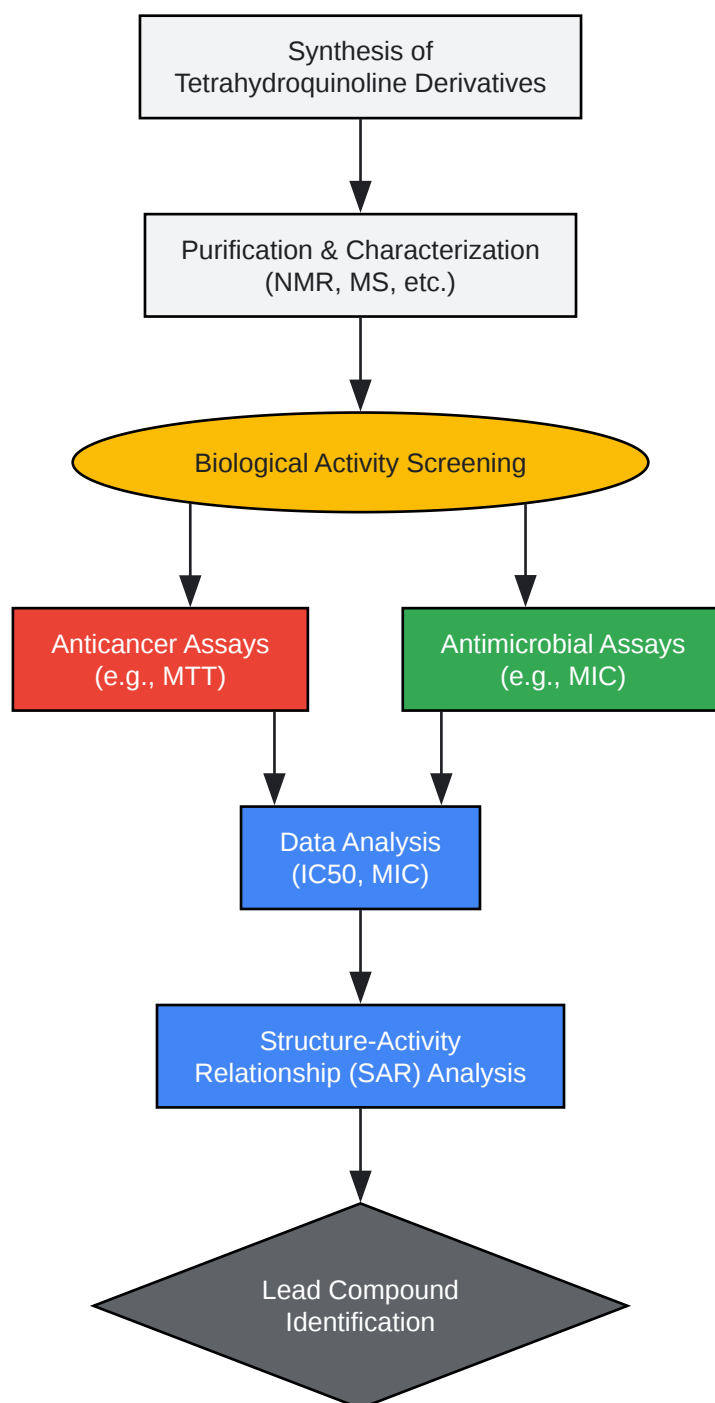 Synthesis of
Tetrahydroquinoline Derivatives
Purification & Characterization
(NMR, MS, etc.)
Biological Activity Screening
Anticancer Assays
(e.g., MTT)
Antimicrobial Assays
(e.g., MIC)
Data Analysis
(IC50, MIC)
Structure-Activity
Relationship (SAR) Analysis
Lead Compound
Identification